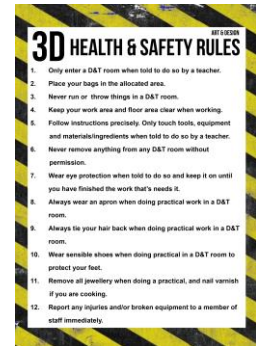 ART & DESIGN
3D HEALTH & SAFETY RULES
1. Only enter a D&T room when told to do so by a teacher.
2. Place your bags in the allocated area.
3. Never run or throw things in a D&T room.
4. Keep your work area and floor area clear when working.
5. Follow instructions precisely. Only touch tools, equipment
and materials/ingredients when told to do so by a teacher.
6. Never remove anything from any D&T room without
permission.
7. Wear eye protection when told to do so and keep it on until
you have finished the work that's needs it.
8. Always wear an apron when doing practical work in a D&T
room.
9. Always tie your hair back when doing practical work in a D&T
room.
10. Wear sensible shoes when doing practical in a D&T room to
protect your feet.
11. Remove all jewellery when doing a practical, and nail varnish
if you are cooking.
12. Report any injuries and/or broken equipment to a member of
staff immediately.